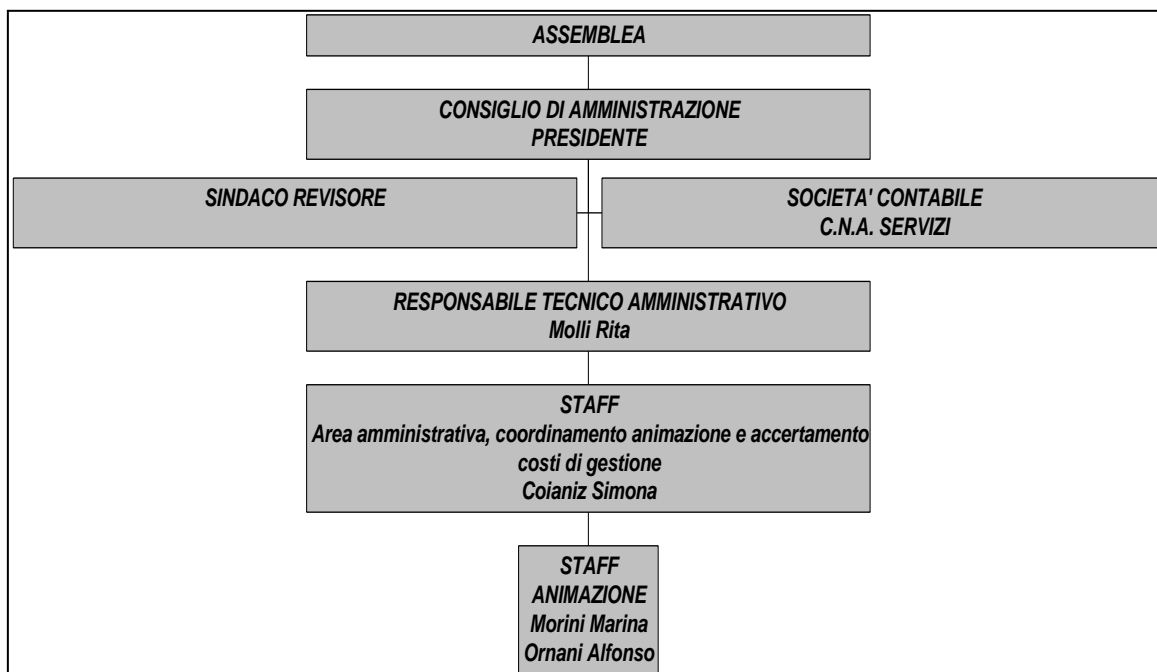 ASSEMBLEA
CONSIGLIO DI AMMINISTRAZIONE
PRESIDENTE
SINDACO REVISORE
SOCIETA' CONTABILE
C.N.A. SERVIZI
RESPONSABILE TECNICO AMMINISTRATIVO
Molli Rita
STAFF
Area amministrativa, coordinamento animazione e accertamento
costi di gestione
Coianiz Simona
STAFF
ANIMAZIONE
Morini Marina
Ornani Alfonso